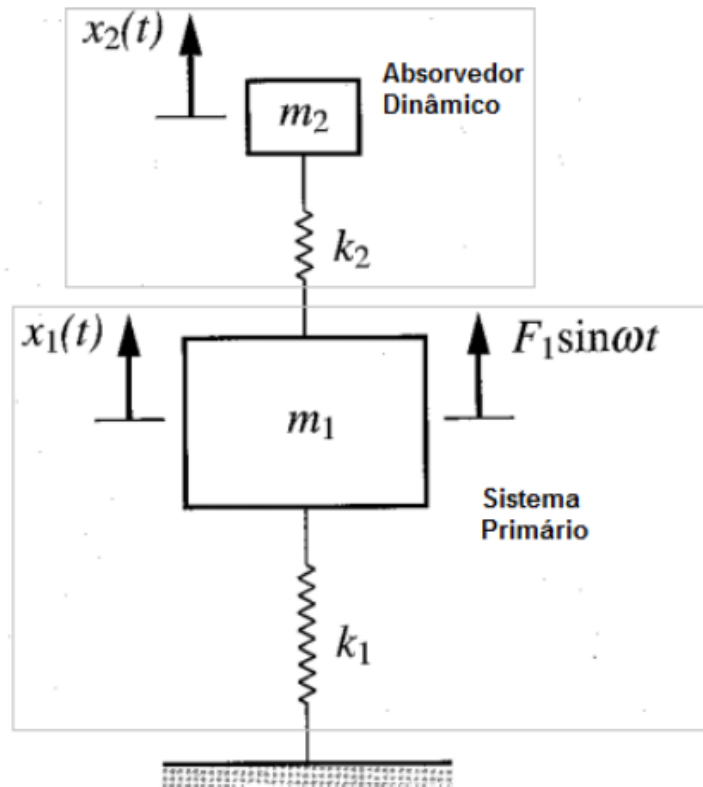 x₂(t)
Absorvedor
Dinâmico
m₂
k₂
x₁(t)
F₁sinωt
m₁
Sistema
Primário
k₁